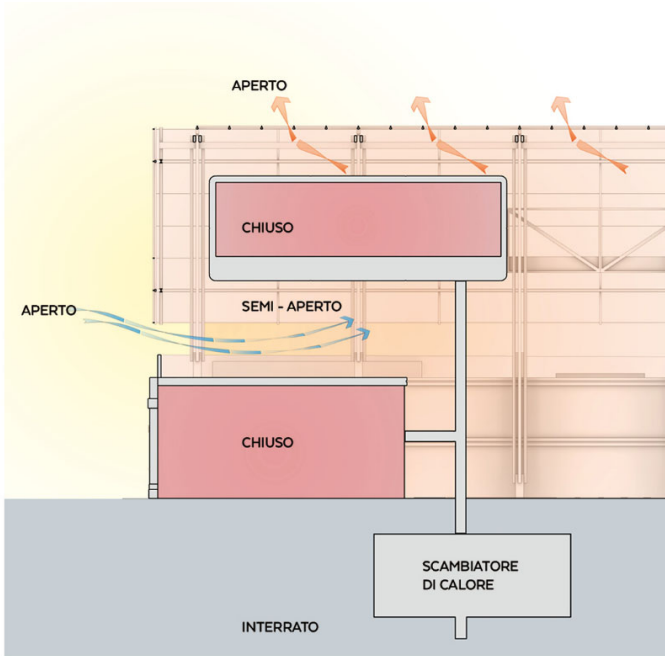 APERTO
CHIUSO
SEMI - APERTO
APERTO
CHIUSO
SCAMBIATORE
DI CALORE
INTERRATO